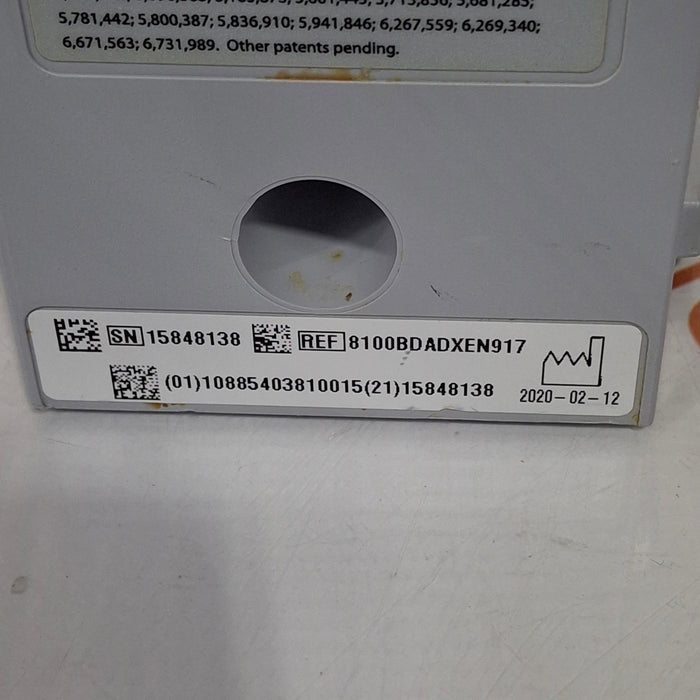 5,781,442; 5,800,387; 5,836,910; 5,941,846; 6,267,559; 6,269,340;
6,671,563; 6,731,989. Other patents pending.
SN 15848138 REF 8100BDADXEN917
(01)10885403810015(21)15848138
2020-02-12